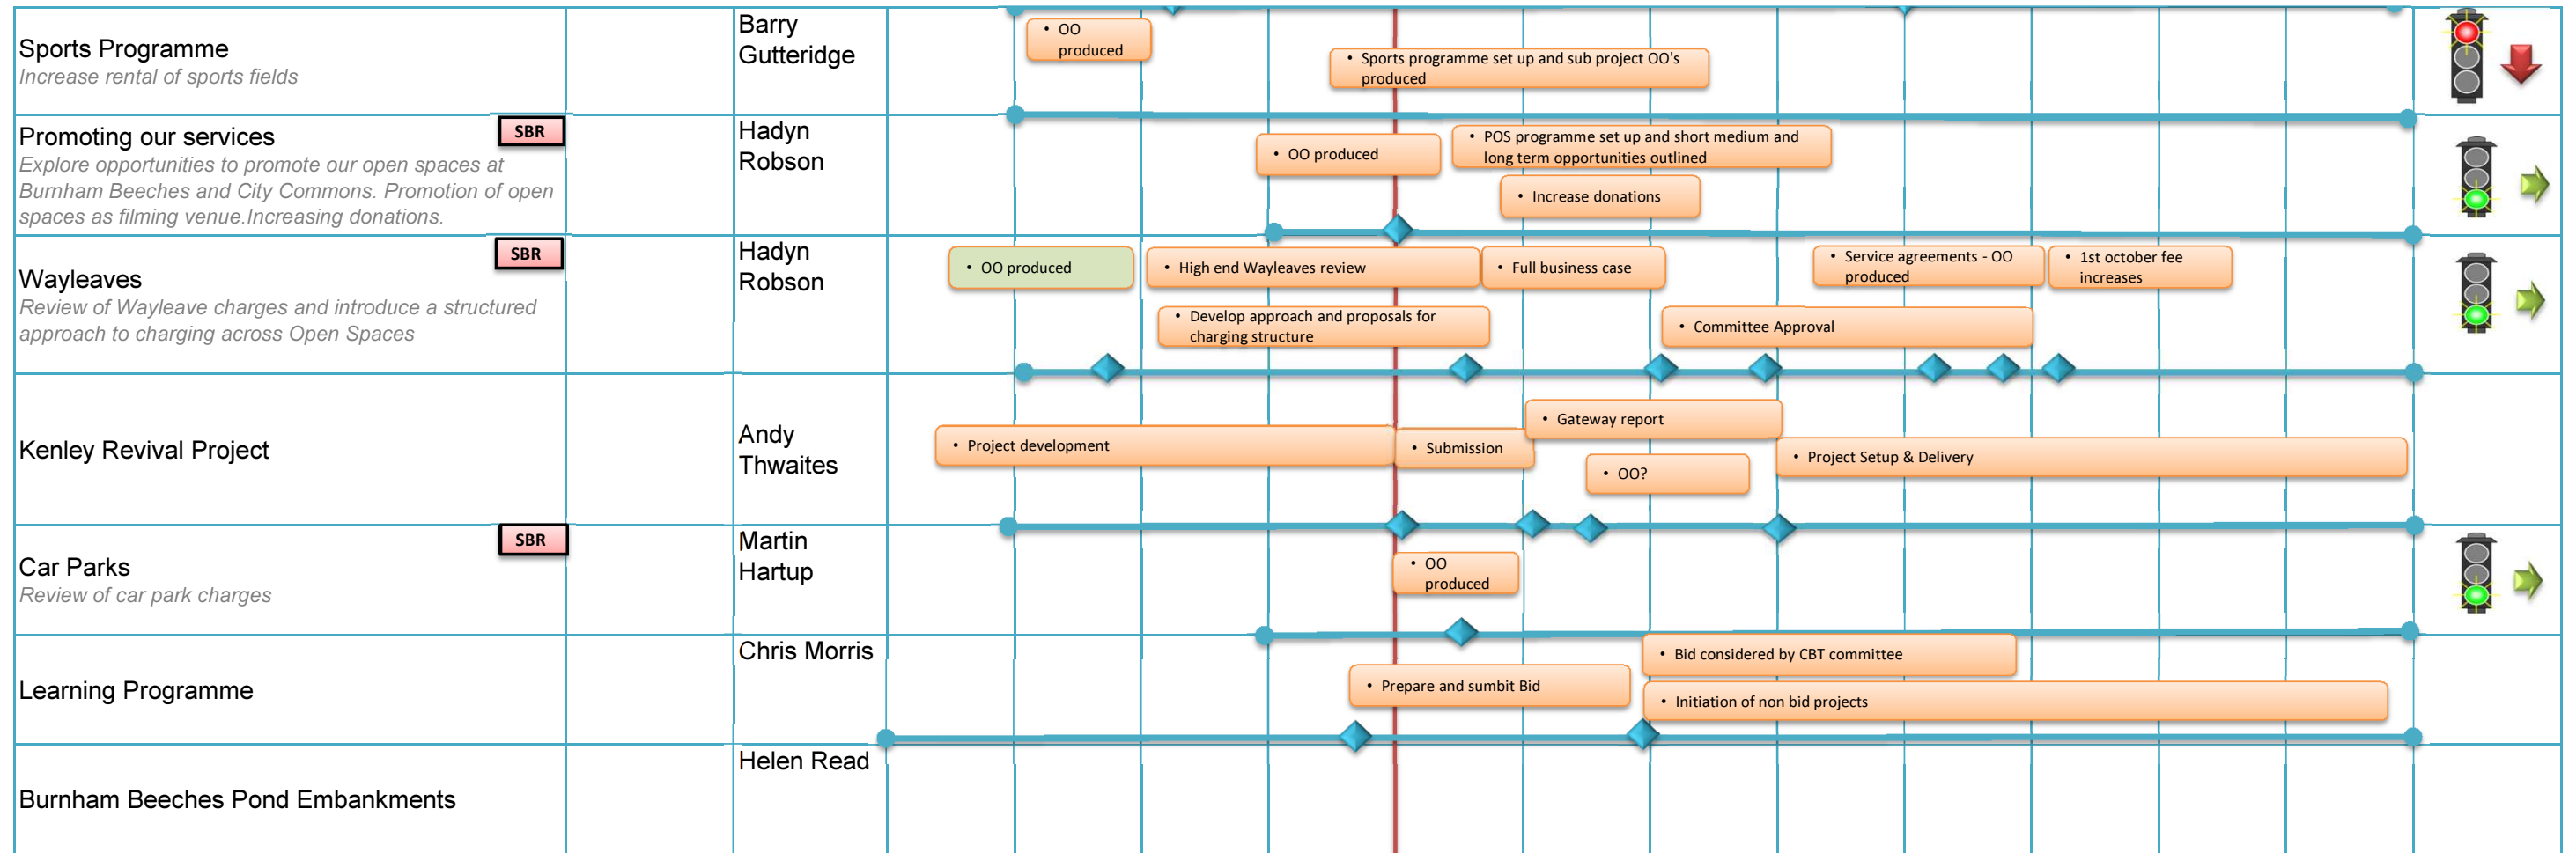 Sports Programme
Increase rental of sports fields
Barry
Gutteridge
• OO
produced
• Sports programme set up and sub project OO's
produced
Promoting our services
SBR
Explore opportunities to promote our open spaces at
Burnham Beeches and City Commons. Promotion of open
spaces as filming venue.Increasing donations.
Hadyn
Robson
• OO produced
• POS programme set up and short medium and
long term opportunities outlined
• Increase donations
Wayleaves
SBR
Review of Wayleave charges and introduce a structured
approach to charging across Open Spaces
Hadyn
Robson
• OO produced
• High end Wayleaves review
• Full business case
• Service agreements - OO
produced
• 1st october fee
increases
• Develop approach and proposals for
charging structure
• Committee Approval
Kenley Revival Project
Andy
Thwaites
• Project development
• Submission
• Gateway report
• OO?
• Project Setup & Delivery
Car Parks
SBR
Review of car park charges
Martin
Hartup
• OO
produced
Learning Programme
Chris Morris
• Prepare and sumbit Bid
• Bid considered by CBT committee
• Initiation of non bid projects
Burnham Beeches Pond Embankments
Helen Read